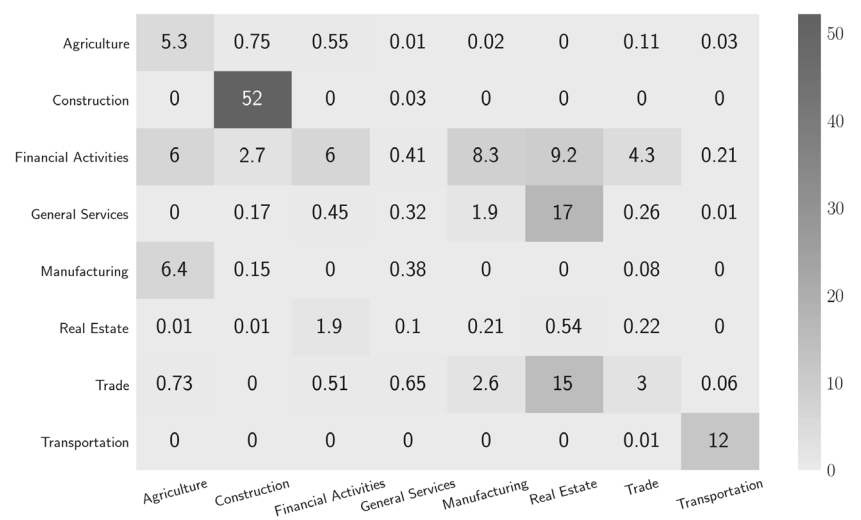 Agriculture 5.3 0.75 0.55 0.01 0.02 0 0.11 0.03
Construction 0 52 0 0.03 0 0 0 0
Financial Activities 6 2.7 6 0.41 8.3 9.2 4.3 0.21
General Services 0 0.17 0.45 0.32 1.9 17 0.26 0.01
Manufacturing 6.4 0.15 0 0.38 0 0 0.08 0
Real Estate 0.01 0.01 1.9 0.1 0.21 0.54 0.22 0
Trade 0.73 0 0.51 0.65 2.6 15 3 0.06
Transportation 0 0 0 0 0 0 0.01 12
Agriculture Construction Financial Activities General Services Manufacturing Real Estate Trade Transportation
50
40
30
20
10
0